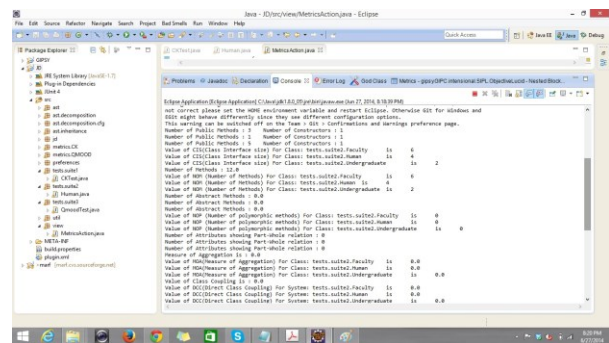 Java - JD/src/view/MetricsAction.java - Eclipse
File Edit Source Refactor Navigate Search Project Bad Smells Run Window Help
Quick Access
Java EE
Java
Debug
Package Explorer
CKTest.java
Human.java
MetricsAction.java
GIPSY
JD
JRE System Library [JavaSE-1.7]
Plug-in Dependencies
JUnit 4
src
ast
ast.decomposition
ast.decomposition.cfg
ast.inheritance
jd
metrics.CK
metrics.QMOOD
preferences
tests.suite1
CKTest.java
tests.suite2
Human.java
tests.suite3
QmoodTest.java
util
view
MetricsAction.java
META-INF
build.properties
plugin.xml
Problems Javadoc Declaration Console Error Log God Class
not correct please set the HOME environment variable and restart Eclipse. Otherwise Git for Windows and
EGit might behave differently since they see different configuration options.
This warning can be switched off on the Team > Git > Confirmations and Warnings preference page.
Number of Public Methods : 3 Number of Constructors : 1
Number of Public Methods : Number of Constructors : 1
Number of Public Methods : 5 Number of Constructors : 1
Value of CIS(Class Interface size) For Class: tests.suite2.Faculty is 6
Value of CIS(Class Interface size) For Class: tests.suite2.Human is 4
Value of CIS(Class Interface size) For Class: tests.suite2.Undergraduate is 2
Number of Methods : 12.0
Value of NOM (Number of Methods) For Class: tests.suite2.Faculty is 6
Value of NOM (Number of Methods) For Class: tests.suite2.Human is 4
Value of NOM (Number of Methods) For Class: tests.suite2.Undergraduate is 2
Number of Abstract Methods : 0.0
Number of Abstract Methods : 0.0
Number of Abstract Methods : 0.0
Value of NOP (Number of polymorphic methods) For Class: tests.suite2.Faculty is 0
Value of NOP (Number of polymorphic methods) For Class: tests.suite2.Human is 0
Value of NOP (Number of polymorphic methods) For Class: tests.suite2.Undergraduate is 0
Number of Attributes showing Part-Whole relation : 0
Number of Attributes showing Part-Whole relation : 0
Number of Attributes showing Part-Whole relation : 0
Measure of Aggregation is : 0.0
Value of MOA(Measure of Aggregation) For Class: tests.suite2.Faculty is 0.0
Value of MOA(Measure of Aggregation) For Class: tests.suite2.Human is 0.0
Value of MOA(Measure of Aggregation) For Class: tests.suite2.Undergraduate is 0.0
Value of Class Coupling is : 0.0
Value of DCC(Direct Class Coupling) For System: tests.suite2.Faculty is 0.0
Value of DCC(Direct Class Coupling) For System: tests.suite2.Human is 0.0
Value of DCC(Direct Class Coupling) For System: tests.suite2.Undergraduate is 0.0
8:20 PM